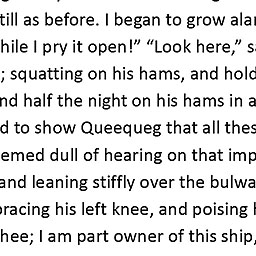 till as before. I began to grow ala
hile I pry it open!” “Look here,” s
; squatting on his hams, and hold
nd half the night on his hams in a
d to show Queequeg that all thes
emed dull of hearing on that imp
and leaning stiffly over the bulwa
racing his left knee, and poising h
hee; I am part owner of this ship,